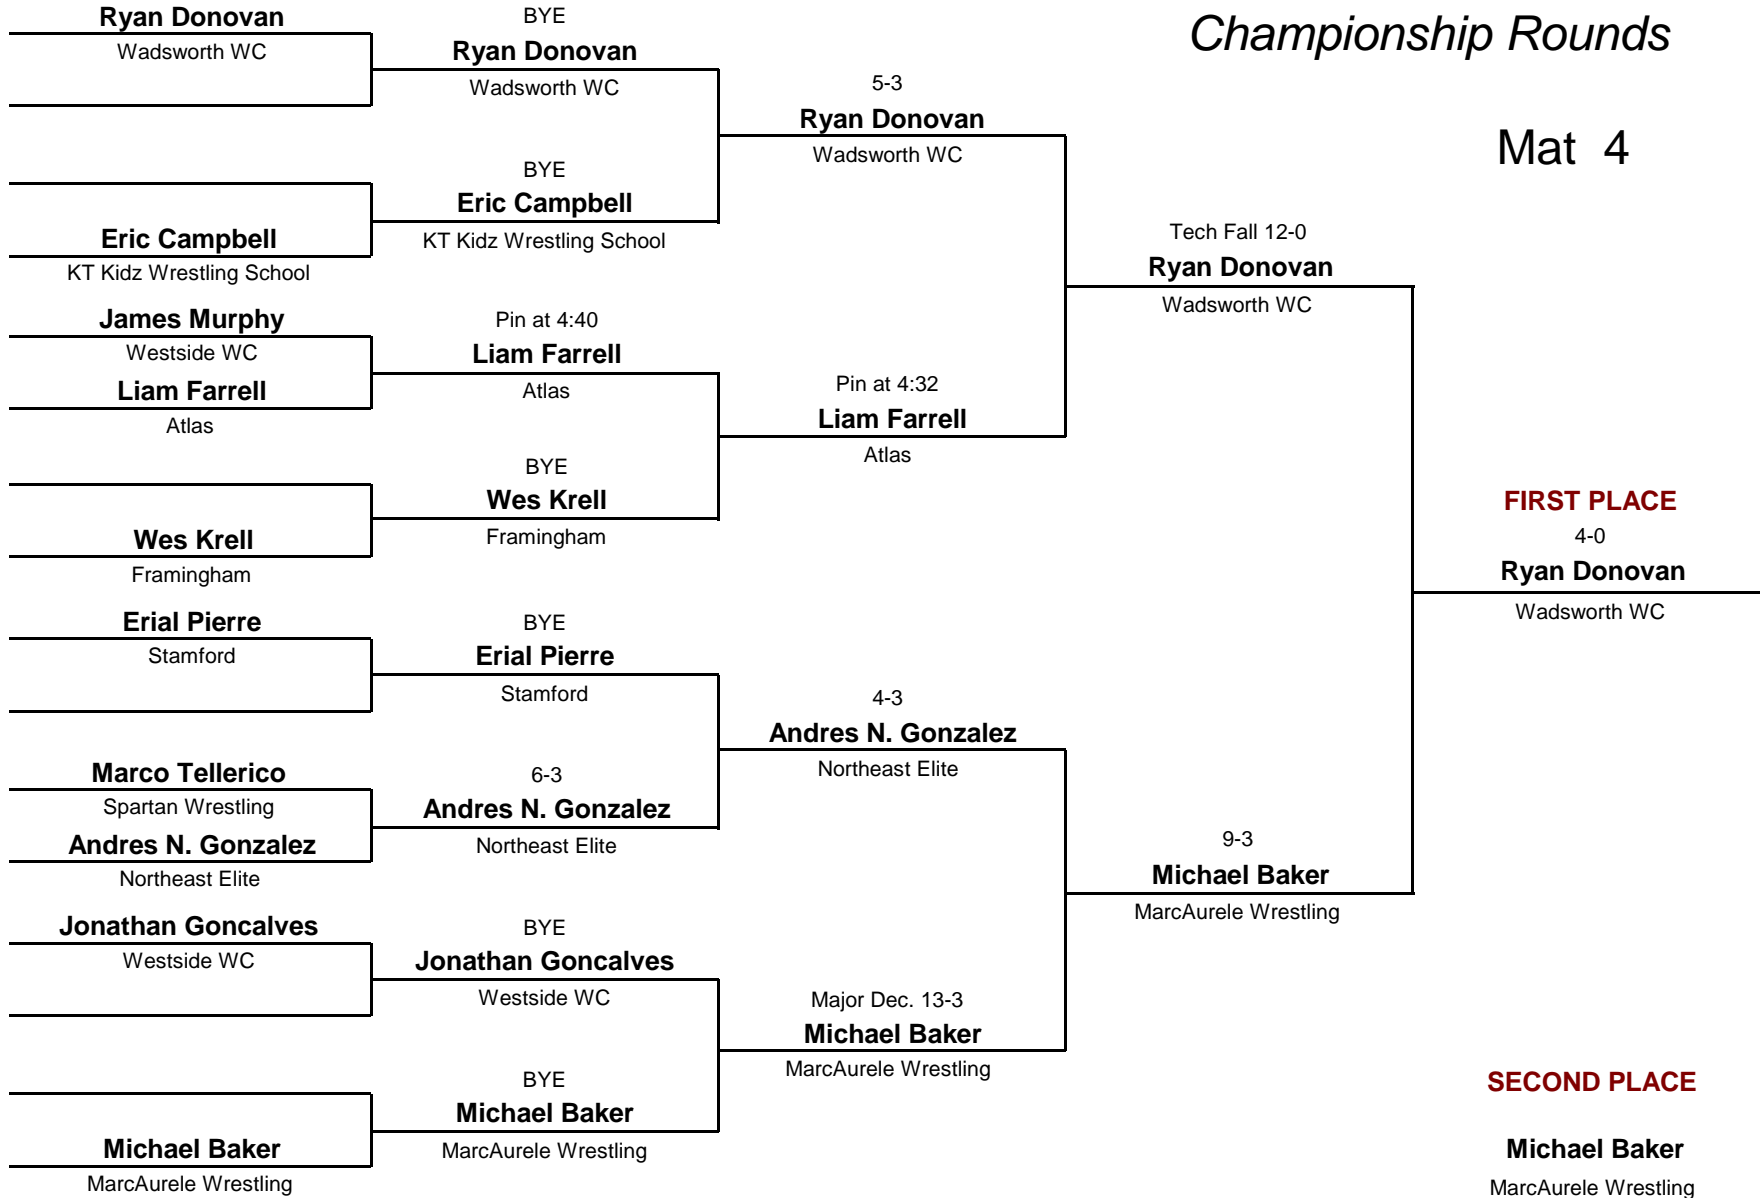 Championship Rounds
Mat 4
Ryan Donovan
Wadsworth WC
Eric Campbell
KT Kidz Wrestling School
James Murphy
Westside WC
Liam Farrell
Atlas
Wes Krell
Framingham
Erial Pierre
Stamford
Marco Tellerico
Spartan Wrestling
Andres N. Gonzalez
Northeast Elite
Jonathan Goncalves
Westside WC
Michael Baker
MarcAurele Wrestling
BYE
Ryan Donovan
Wadsworth WC
BYE
Eric Campbell
KT Kidz Wrestling School
Pin at 4:40
Liam Farrell
Atlas
BYE
Wes Krell
Framingham
BYE
Erial Pierre
Stamford
6-3
Andres N. Gonzalez
Northeast Elite
BYE
Jonathan Goncalves
Westside WC
BYE
Michael Baker
MarcAurele Wrestling
5-3
Ryan Donovan
Wadsworth WC
Pin at 4:32
Liam Farrell
Atlas
4-3
Andres N. Gonzalez
Northeast Elite
Major Dec. 13-3
Michael Baker
MarcAurele Wrestling
Tech Fall 12-0
Ryan Donovan
Wadsworth WC
9-3
Michael Baker
MarcAurele Wrestling
FIRST PLACE
4-0
Ryan Donovan
Wadsworth WC
SECOND PLACE
Michael Baker
MarcAurele Wrestling